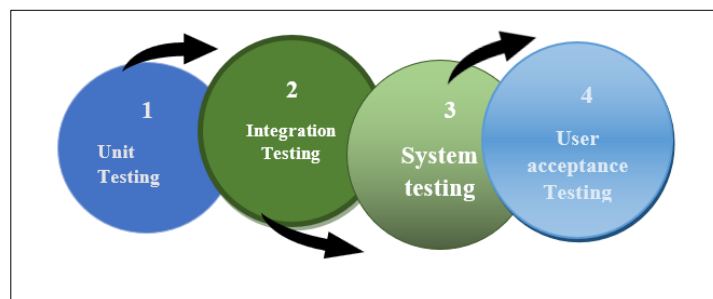 1
Unit
Testing
2
Integration
Testing
3
System
testing
4
User
acceptance
Testing